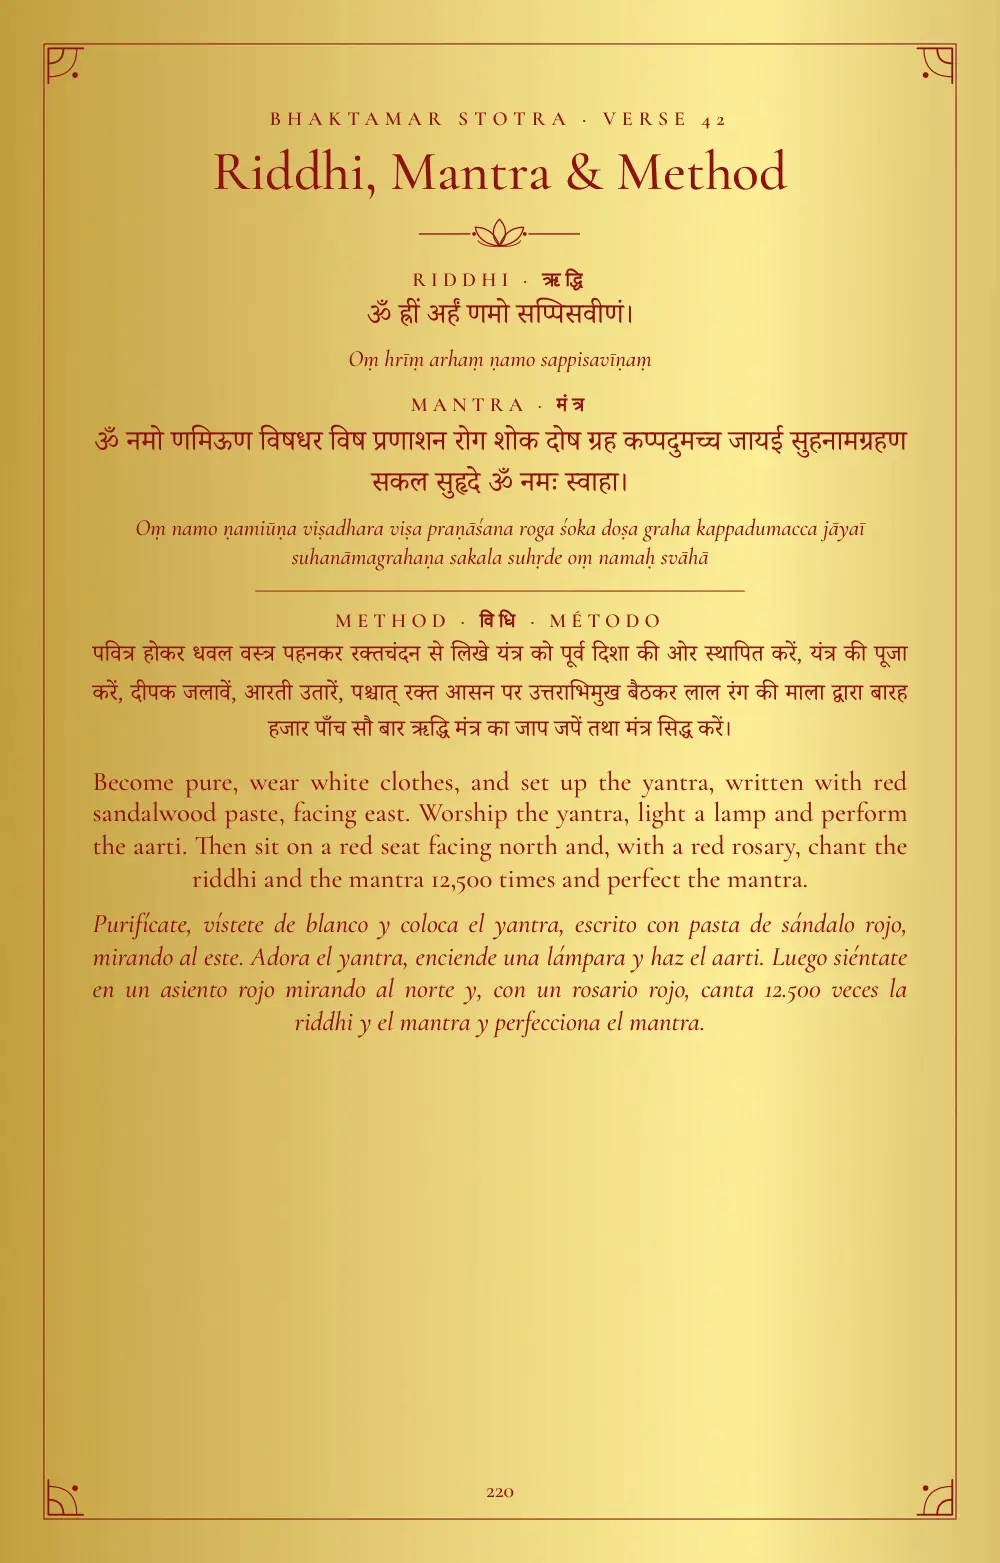 BHAKTAMAR STOTRA · VERSE 42
Riddhi, Mantra & Method
RIDDHI · ऋद्धि
ॐ ह्रीं अर्हं णमो सप्पिसवीणं।
Oṃ hrīṃ arhaṃ ṇamo sappisavīṇaṃ
MANTRA · मंत्र
ॐ नमो णमिऊण विषधर विष प्रणाशन रोग शोक दोष ग्रह कप्पदुमच्च जायई सुहनामग्रहण
सकल सुहृदे ॐ नमः स्वाहा।
Oṃ namo ṇamiūṇa viṣadhara viṣa praṇāśana roga śoka doṣa graha kappadumacca jāyaī
suhanāmagrahaṇa sakala suhṛde oṃ namaḥ svāhā
METHOD · विधि · MÉTODO
पवित्र होकर धवल वस्त्र पहनकर रक्तचंदन से लिखे यंत्र को पूर्व दिशा की ओर स्थापित करें, यंत्र की पूजा
करें, दीपक जलावें, आरती उतारें, पश्चात् रक्त आसन पर उत्तराभिमुख बैठकर लाल रंग की माला द्वारा बारह
हजार पाँच सौ बार ऋद्धि मंत्र का जाप जपें तथा मंत्र सिद्ध करें।
Become pure, wear white clothes, and set up the yantra, written with red
sandalwood paste, facing east. Worship the yantra, light a lamp and perform
the aarti. Then sit on a red seat facing north and, with a red rosary, chant the
riddhi and the mantra 12,500 times and perfect the mantra.
Purifícate, vístete de blanco y coloca el yantra, escrito con pasta de sándalo rojo,
mirando al este. Adora el yantra, enciende una lámpara y haz el aarti. Luego siéntate
en un asiento rojo mirando al norte y, con un rosario rojo, canta 12.500 veces la
riddhi y el mantra y perfecciona el mantra.
220